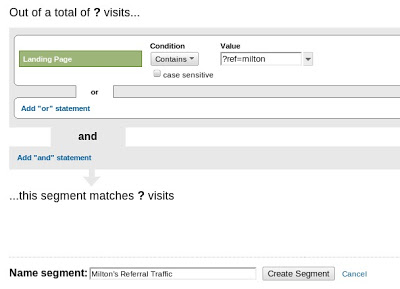 Out of a total of ? visits...
Condition Value
Landing Page Contains ?ref=milton
case sensitive
or
Add "or" statement
and
Add "and" statement
...this segment matches ? visits
Name segment: Milton's Referral Traffic Create Segment Cancel